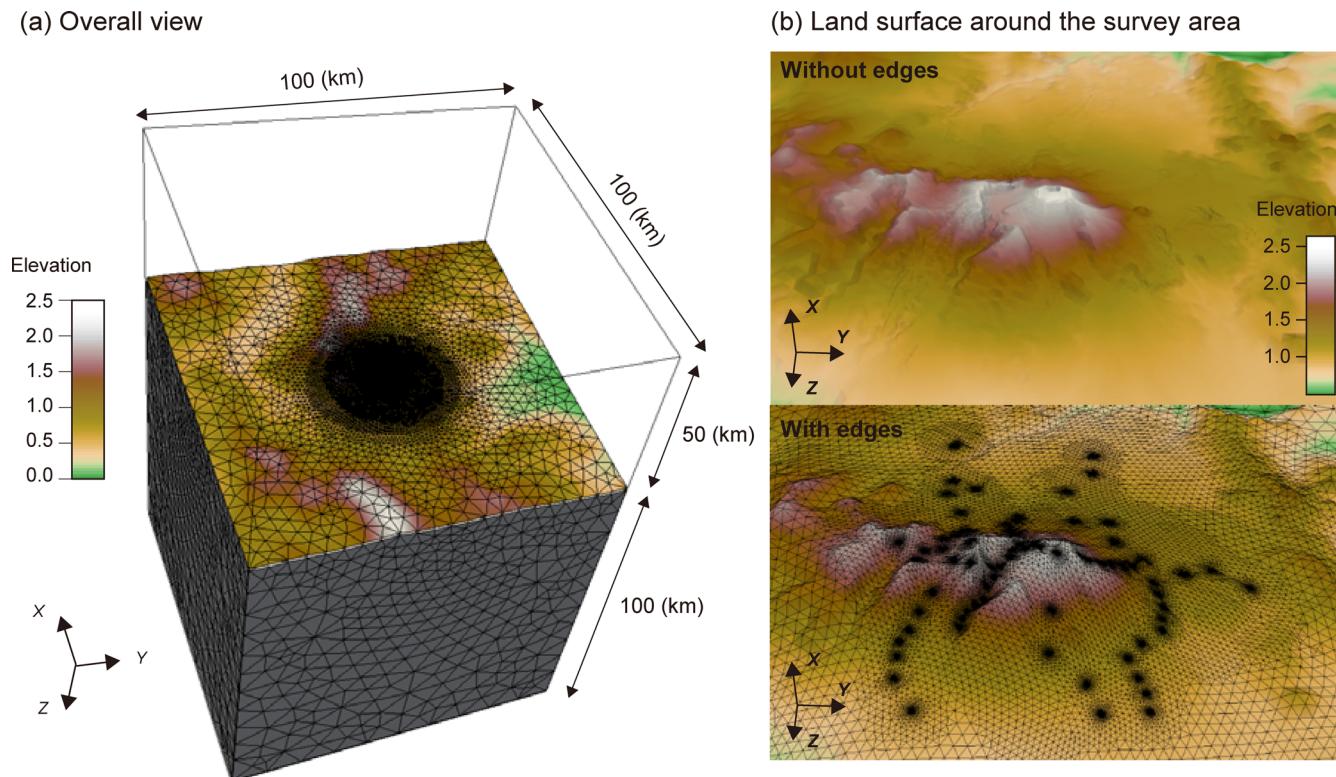 (a) Overall view
100 (km)
100 (km)
50 (km)
100 (km)
Elevation
2.5
2.0
1.5
1.0
0.5
0.0
X
Y
Z
(b) Land surface around the survey area
Without edges
Elevation
2.5
2.0
1.5
1.0
X
Y
Z
With edges
X
Y
Z